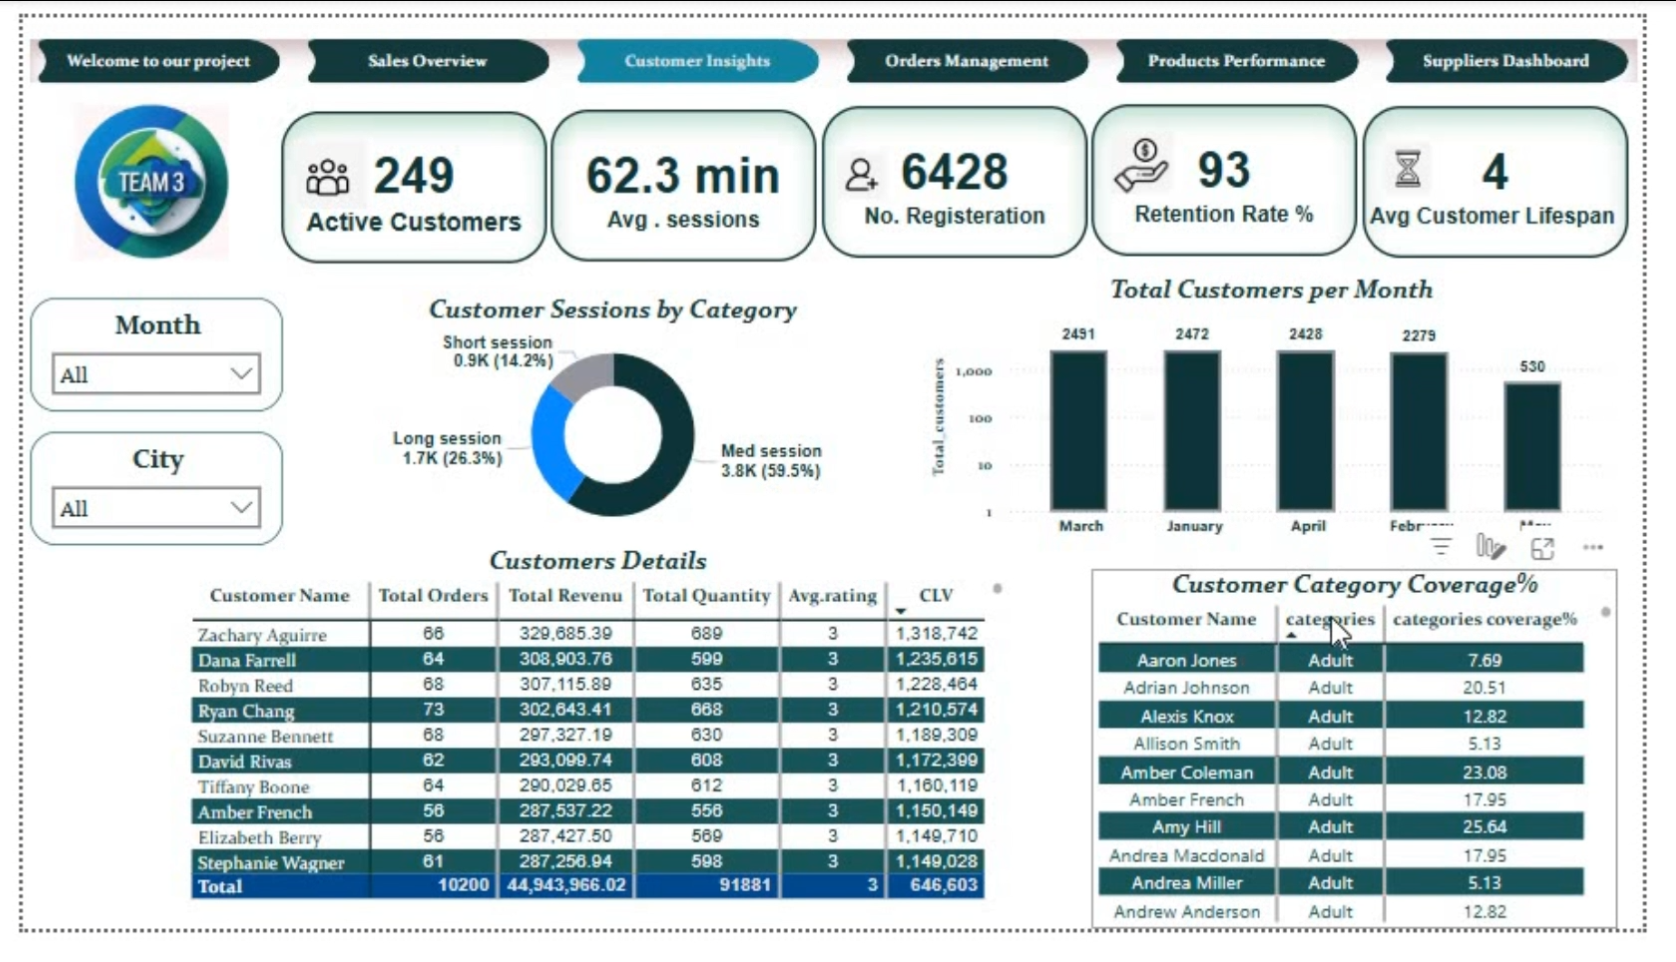 Welcome to our project
Sales Overview
Customer Insights
Orders Management
Products Performance
Suppliers Dashboard
TEAM 3
249
Active Customers
62.3 min
Avg . sessions
6428
No. Registeration
93
Retention Rate %
4
Avg Customer Lifespan
Month
All
City
All
Customer Sessions by Category
Short session
0.9K (14.2%)
Long session
1.7K (26.3%)
Med session
3.8K (59.5%)
Total Customers per Month
Total_customers
1,000
100
10
1
2491
2472
2428
2279
530
March
January
April
Customers Details
Customer Name Total Orders Total Revenu Total Quantity Avg.rating CLV
Zachary Aguirre 66 329,685.39 689 3 1,318,742
Dana Farrell 64 308,903.76 599 3 1,235,615
Robyn Reed 68 307,115.89 635 3 1,228,464
Ryan Chang 73 302,643.41 668 3 1,210,574
Suzanne Bennett 68 297,327.19 630 3 1,189,309
David Rivas 62 293,099.74 608 3 1,172,399
Tiffany Boone 64 290,029.65 612 3 1,160,119
Amber French 56 287,537.22 556 3 1,150,149
Elizabeth Berry 56 287,427.50 569 3 1,149,710
Stephanie Wagner 61 287,256.94 598 3 1,149,028
Total 10200 44,943,966.02 91881 3 646,603
Customer Category Coverage%
Customer Name categories categories coverage%
Aaron Jones Adult 7.69
Adrian Johnson Adult 20.51
Alexis Knox Adult 12.82
Allison Smith Adult 5.13
Amber Coleman Adult 23.08
Amber French Adult 17.95
Amy Hill Adult 25.64
Andrea Macdonald Adult 17.95
Andrea Miller Adult 5.13
Andrew Anderson Adult 12.82